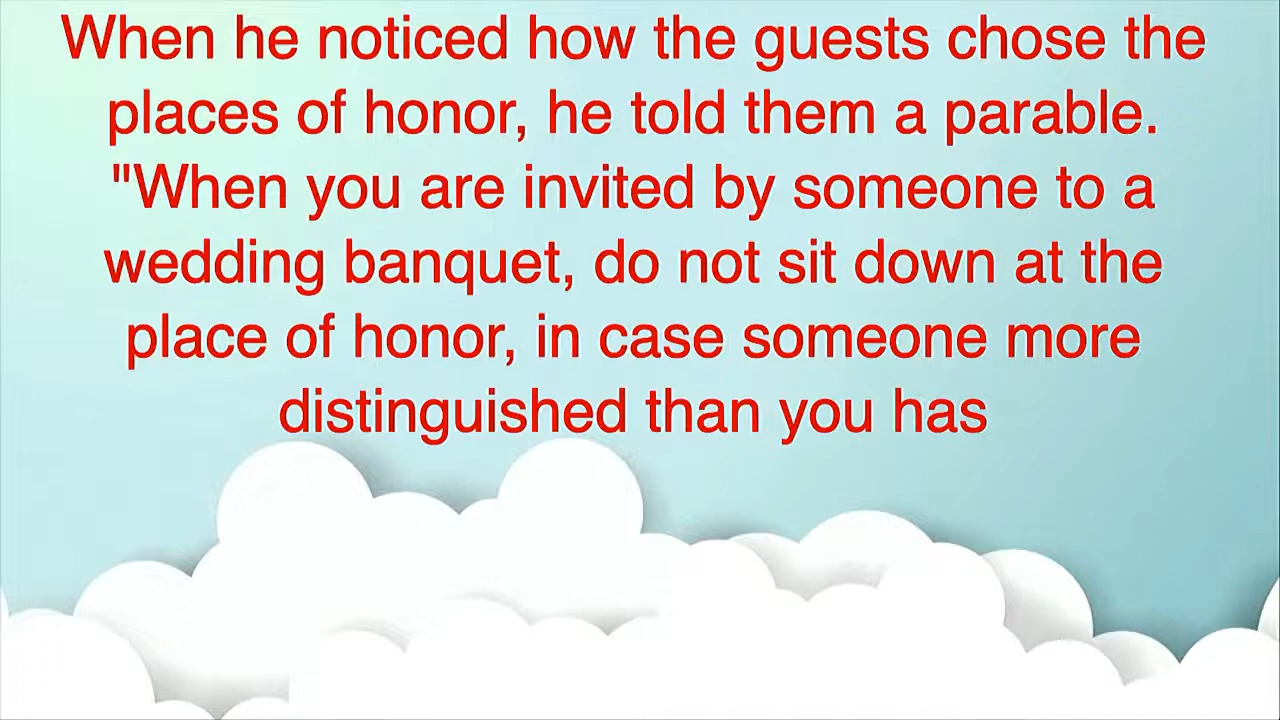 When he noticed how the guests chose the
places of honor, he told them a parable.
"When you are invited by someone to a
wedding banquet, do not sit down at the
place of honor, in case someone more
distinguished than you has